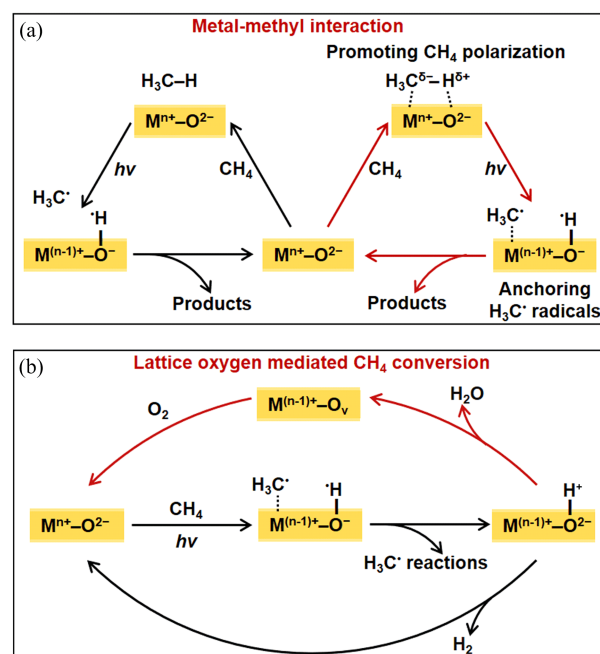 (a)
Metal-methyl interaction
Promoting CH₄ polarization
H₃C–H
H₃C^δ−–H^δ+
Mⁿ⁺–O²⁻
Mⁿ⁺–O²⁻
hv
CH₄
CH₄
hv
H₃C·
·H
H₃C·
·H
M⁽ⁿ⁻¹⁾⁺–O⁻
Mⁿ⁺–O²⁻
M⁽ⁿ⁻¹⁾⁺–O⁻
Products
Products
Anchoring
H₃C· radicals
(b)
Lattice oxygen mediated CH₄ conversion
O₂
M⁽ⁿ⁻¹⁾⁺–Oᵥ
H₂O
H₃C·
·H
H⁺
Mⁿ⁺–O²⁻
CH₄
hv
M⁽ⁿ⁻¹⁾⁺–O⁻
M⁽ⁿ⁻¹⁾⁺–O²⁻
H₃C· reactions
H₂